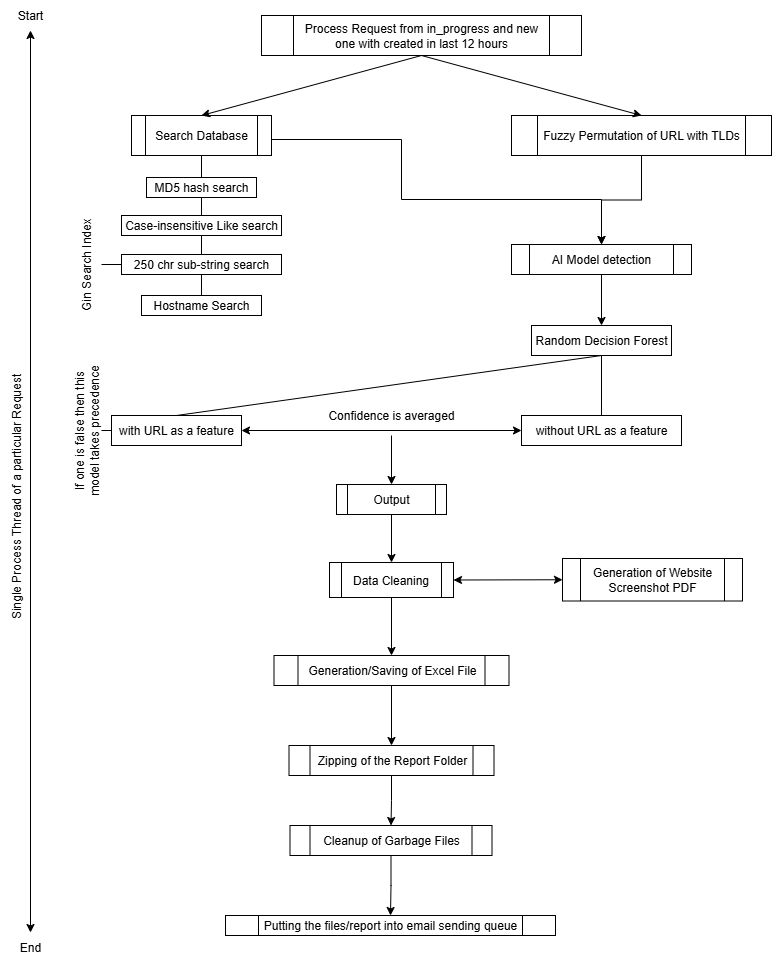 Start
Process Request from in_progress and new
one with created in last 12 hours
Search Database
Fuzzy Permutation of URL with TLDs
MD5 hash search
Case-insensitive Like search
250 chr sub-string search
Hostname Search
Gin Search Index
AI Model detection
Random Decision Forest
Single Process Thread of a particular Request
If one is false then this
model takes precedence
with URL as a feature
Confidence is averaged
without URL as a feature
Output
Data Cleaning
Generation of Website
Screenshot PDF
Generation/Saving of Excel File
Zipping of the Report Folder
Cleanup of Garbage Files
Putting the files/report into email sending queue
End